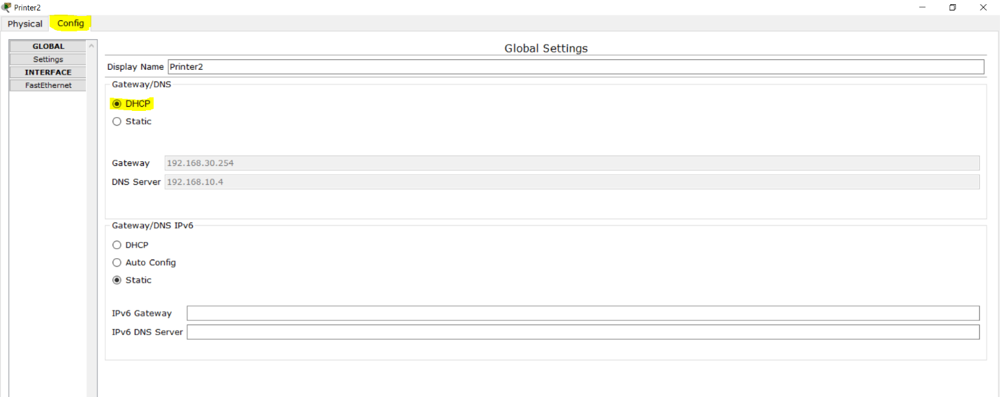 Printer2
Physical Config
GLOBAL
Settings
INTERFACE
FastEthernet
Global Settings
Display Name Printer2
Gateway/DNS
DHCP
Static
Gateway 192.168.30.254
DNS Server 192.168.10.4
Gateway/DNS IPv6
DHCP
Auto Config
Static
IPv6 Gateway
IPv6 DNS Server